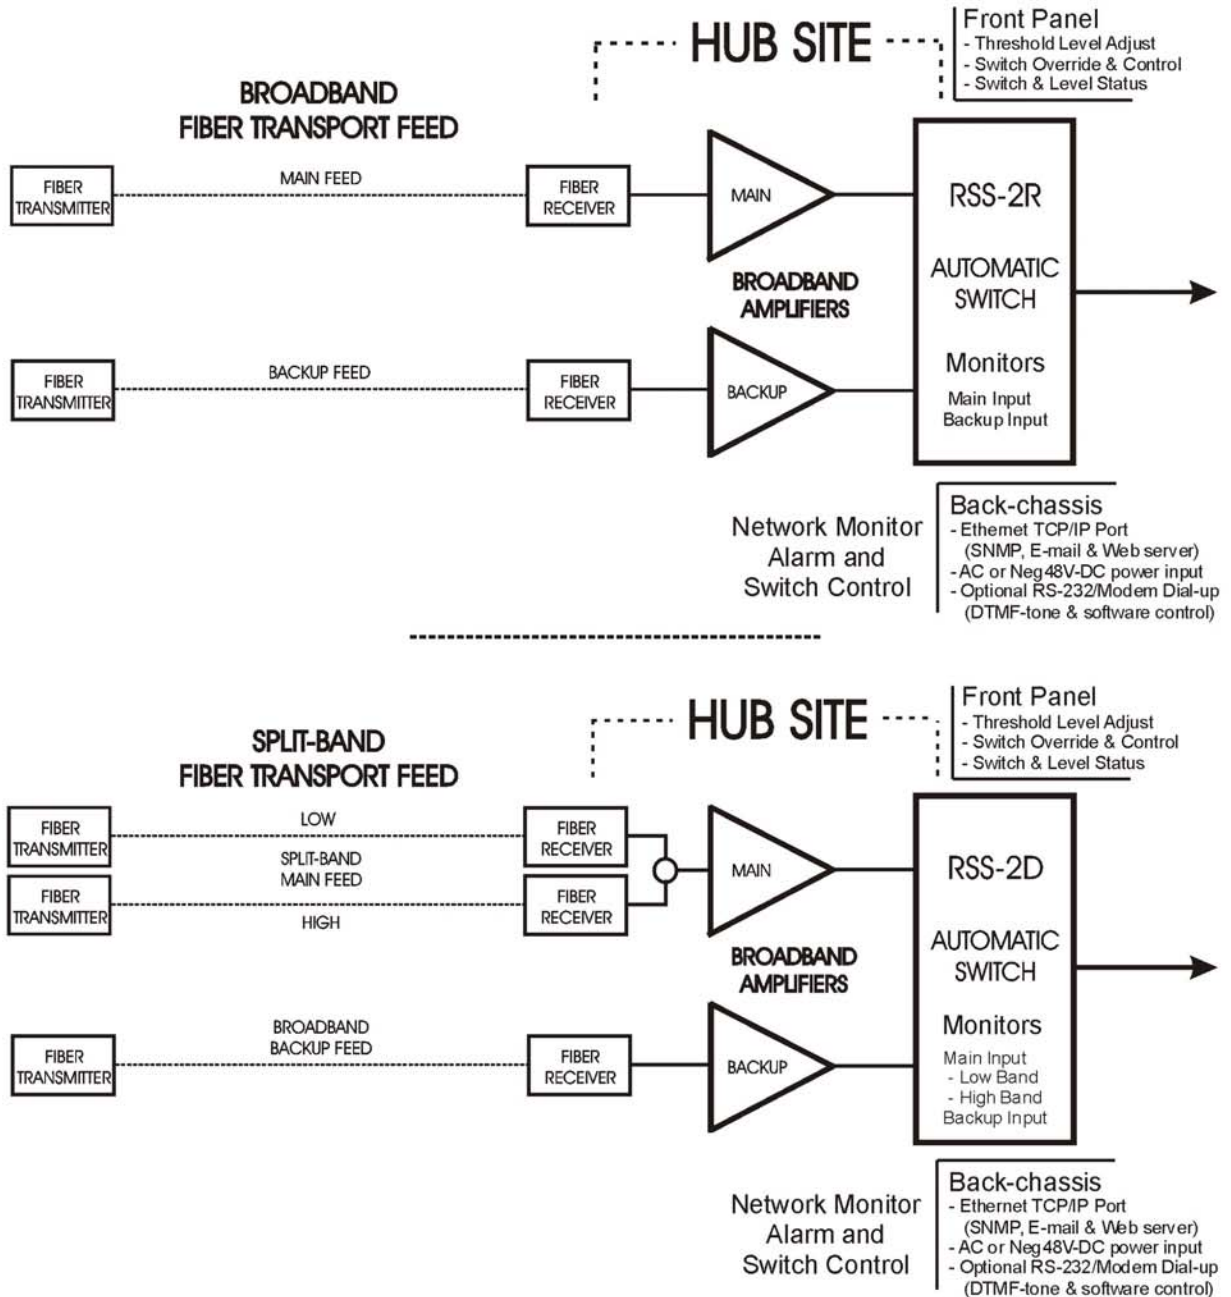 HUB SITE
Front Panel
- Threshold Level Adjust
- Switch Override & Control
- Switch & Level Status
BROADBAND
FIBER TRANSPORT FEED
FIBER
TRANSMITTER
MAIN FEED
FIBER
RECEIVER
MAIN
RSS-2R
AUTOMATIC
SWITCH
Monitors
Main Input
Backup Input
BROADBAND
AMPLIFIERS
FIBER
TRANSMITTER
BACKUP FEED
FIBER
RECEIVER
BACKUP
Network Monitor
Alarm and
Switch Control
Back-chassis
- Ethernet TCP/IP Port
(SNMP, E-mail & Web server)
- AC or Neg48V-DC power input
- Optional RS-232/Modem Dial-up
(DTMF-tone & software control)
HUB SITE
Front Panel
- Threshold Level Adjust
- Switch Override & Control
- Switch & Level Status
SPLIT-BAND
FIBER TRANSPORT FEED
FIBER
TRANSMITTER
LOW
FIBER
RECEIVER
SPLIT-BAND
MAIN FEED
FIBER
TRANSMITTER
HIGH
FIBER
RECEIVER
MAIN
RSS-2D
AUTOMATIC
SWITCH
Monitors
Main Input
- Low Band
- High Band
Backup Input
BROADBAND
AMPLIFIERS
FIBER
TRANSMITTER
BROADBAND
BACKUP FEED
FIBER
RECEIVER
BACKUP
Network Monitor
Alarm and
Switch Control
Back-chassis
- Ethernet TCP/IP Port
(SNMP, E-mail & Web server)
- AC or Neg48V-DC power input
- Optional RS-232/Modem Dial-up
(DTMF-tone & software control)